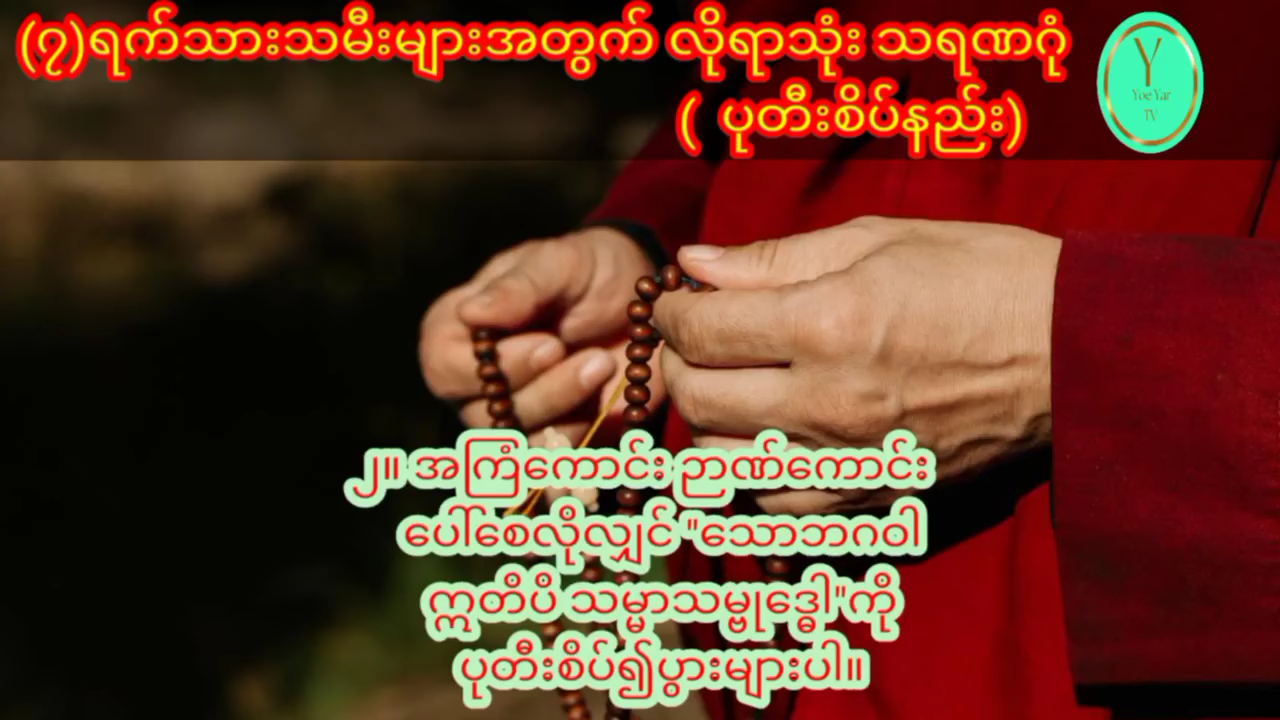 (၇)ရက်သားသမီးများအတွက် လိုရာသုံး သရဏဂုံ
( ပုတီးစိပ်နည်း)
Y
Yoe Yar
TV
၂။ အကြံကောင်း ဉာဏ်ကောင်း
ပေါ်စေလိုလျှင် "သောဘဂဝါ
ဣတိပိ သမ္မာသမ္ဗုဒ္ဓေါ"ကို
ပုတီးစိပ်၍ပွားများပါ။